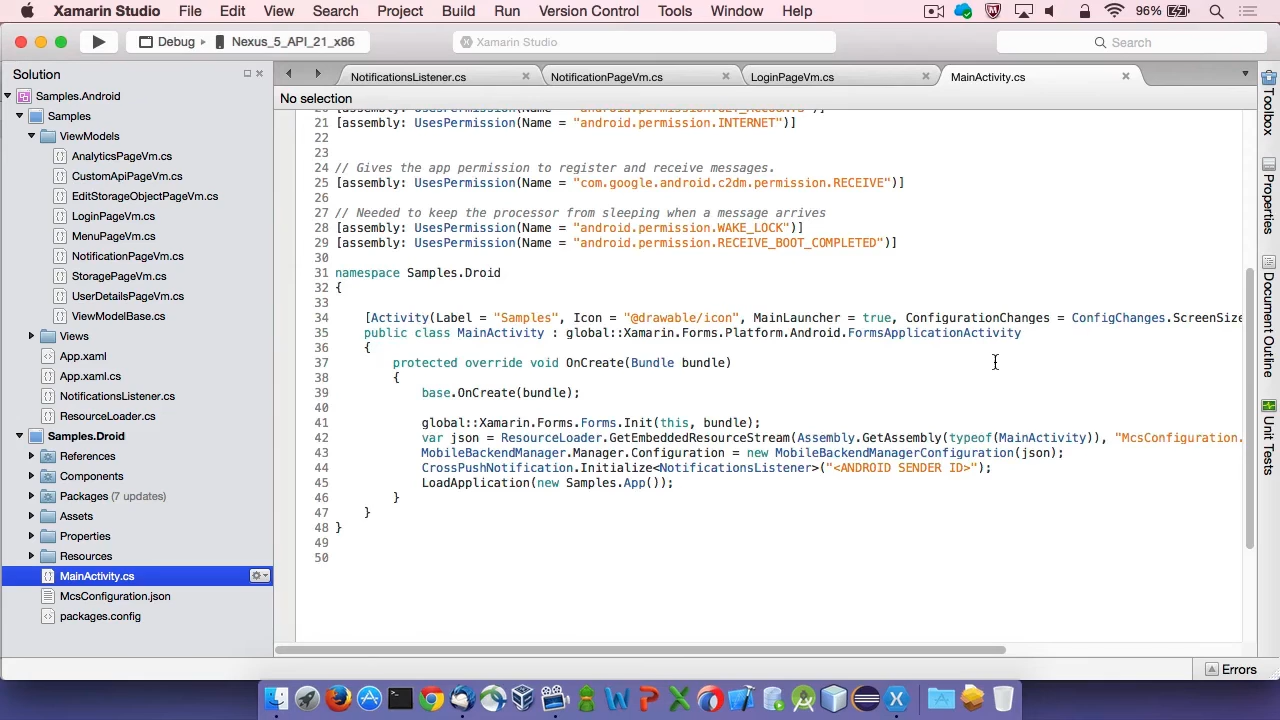 Xamarin Studio File Edit View Search Project Build Run Version Control Tools Window Help 96%
Debug Nexus_5_API_21_x86 Xamarin Studio Search
Solution
NotificationsListener.cs NotificationPageVm.cs LoginPageVm.cs MainActivity.cs
No selection
Samples.Android
Samples
ViewModels
AnalyticsPageVm.cs
CustomApiPageVm.cs
EditStorageObjectPageVm.cs
LoginPageVm.cs
MenuPageVm.cs
NotificationPageVm.cs
StoragePageVm.cs
UserDetailsPageVm.cs
ViewModelBase.cs
Views
App.xaml
App.xaml.cs
NotificationsListener.cs
ResourceLoader.cs
Samples.Droid
References
Components
Packages (7 updates)
Assets
Properties
Resources
MainActivity.cs
McsConfiguration.json
packages.config
20 [assembly: UsesPermission(Name = "android.permission.GET_ACCOUNTS")]
21 [assembly: UsesPermission(Name = "android.permission.INTERNET")]
22
23
24 // Gives the app permission to register and receive messages.
25 [assembly: UsesPermission(Name = "com.google.android.c2dm.permission.RECEIVE")]
26
27 // Needed to keep the processor from sleeping when a message arrives
28 [assembly: UsesPermission(Name = "android.permission.WAKE_LOCK")]
29 [assembly: UsesPermission(Name = "android.permission.RECEIVE_BOOT_COMPLETED")]
30
31 namespace Samples.Droid
32 {
33
34 [Activity(Label = "Samples", Icon = "@drawable/icon", MainLauncher = true, ConfigurationChanges = ConfigChanges.ScreenSize
35 public class MainActivity : global::Xamarin.Forms.Platform.Android.FormsApplicationActivity
36 {
37 protected override void OnCreate(Bundle bundle)
38 {
39 base.OnCreate(bundle);
40
41 global::Xamarin.Forms.Forms.Init(this, bundle);
42 var json = ResourceLoader.GetEmbeddedResourceStream(Assembly.GetAssembly(typeof(MainActivity)), "McsConfiguration.
43 MobileBackendManager.Manager.Configuration = new MobileBackendManagerConfiguration(json);
44 CrossPushNotification.Initialize<NotificationsListener>("<ANDROID SENDER ID>");
45 LoadApplication(new Samples.App());
46 }
47 }
48 }
49
50
Toolbox
Properties
Document Outline
Unit Tests
Errors